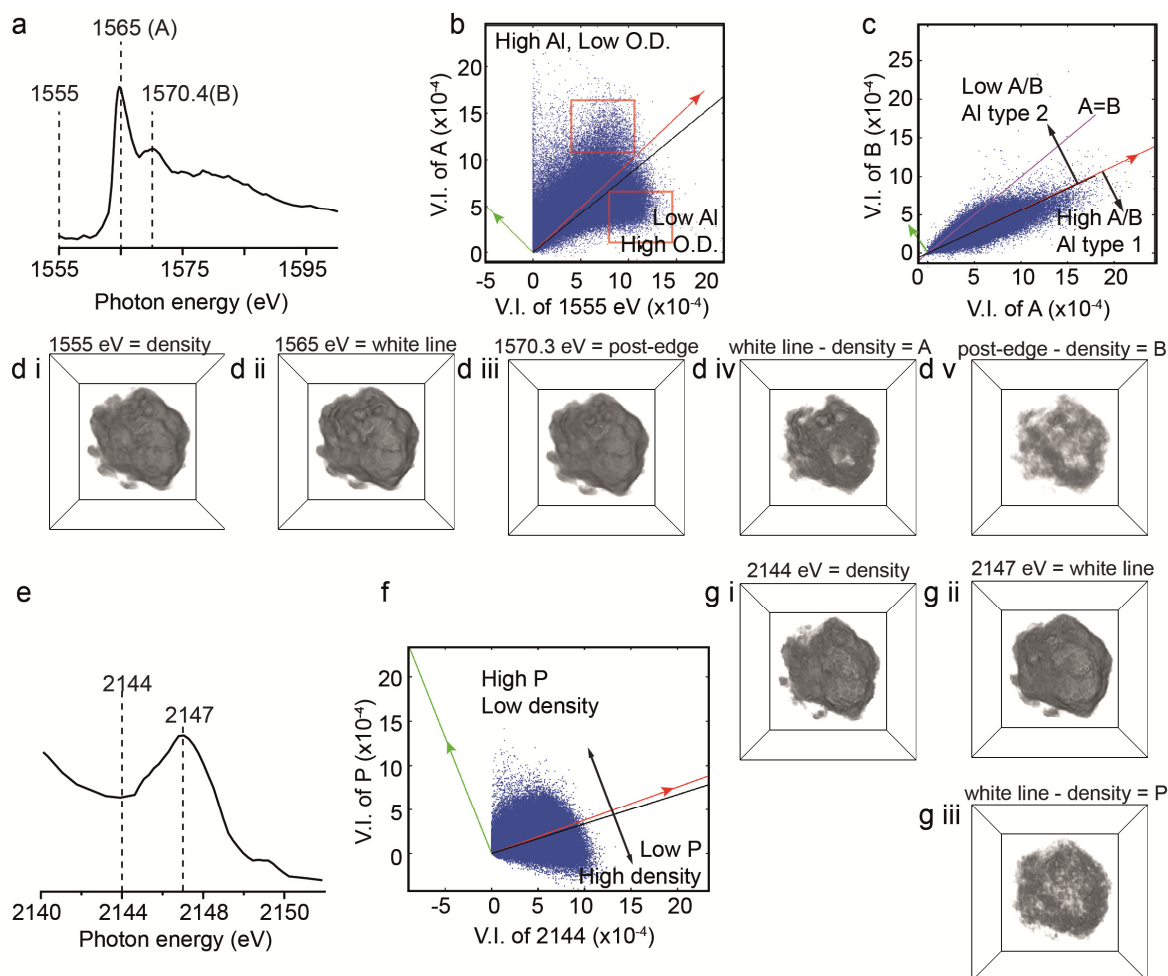 a
1565 (A)
1555
1570.4(B)
1555
1575
1595
Photon energy (eV)
b
High Al, Low O.D.
20
15
10
5
0
-5
0
5
10
15
20
V.I. of A (x10-4)
Low Al
High O.D.
V.I. of 1555 eV (x10-4)
c
25
20
15
10
5
0
0
10
20
V.I. of B (x10-4)
Low A/B
Al type 2
A=B
High A/B
Al type 1
V.I. of A (x10-4)
d i
1555 eV = density
d ii
1565 eV = white line
d iii
1570.3 eV = post-edge
d iv
white line - density = A
d v
post-edge - density = B
e
2144
2147
2140
2144
2148
2150
Photon energy (eV)
f
20
15
10
5
0
-5
0
5
10
15
20
V.I. of P (x10-4)
High P
Low density
Low P
High density
V.I. of 2144 (x10-4)
g i
2144 eV = density
g ii
2147 eV = white line
g iii
white line - density = P